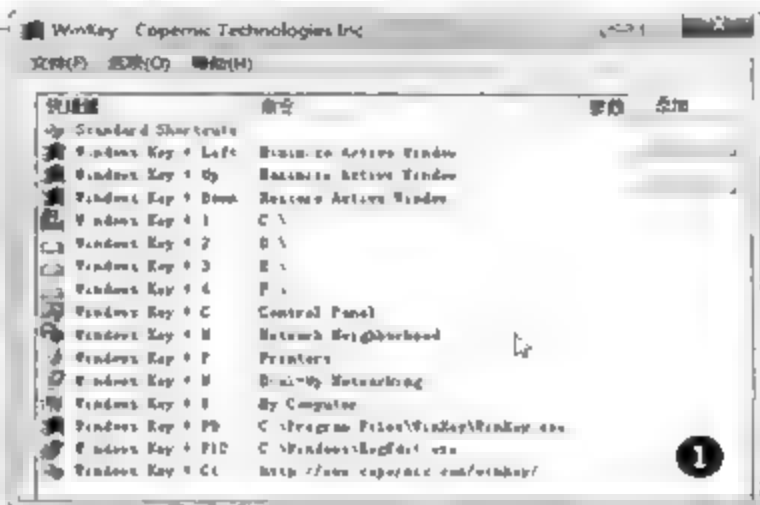 WinKey Copernic Technologies Inc
文件(F) 选项(O) 帮助(H)
快捷键 命令 参数 添加
Standard Shortcuts
Windows Key + Left Minimize Active Window
Windows Key + Up Maximize Active Window
Windows Key + Down Restore Active Window
Windows Key + 1 C:\
Windows Key + 2 D:\
Windows Key + 3 E:\
Windows Key + 4 F:\
Windows Key + C Control Panel
Windows Key + N Network Neighborhood
Windows Key + P Printers
Windows Key + Dial-Up Networking
Windows Key + My Computer
Windows Key + C:\Program Files\WinKey\WinKey.exe
Windows Key + F10 C:\Windows\RegEdit.exe
Windows Key + http://www.copernic.com/winkey/
1